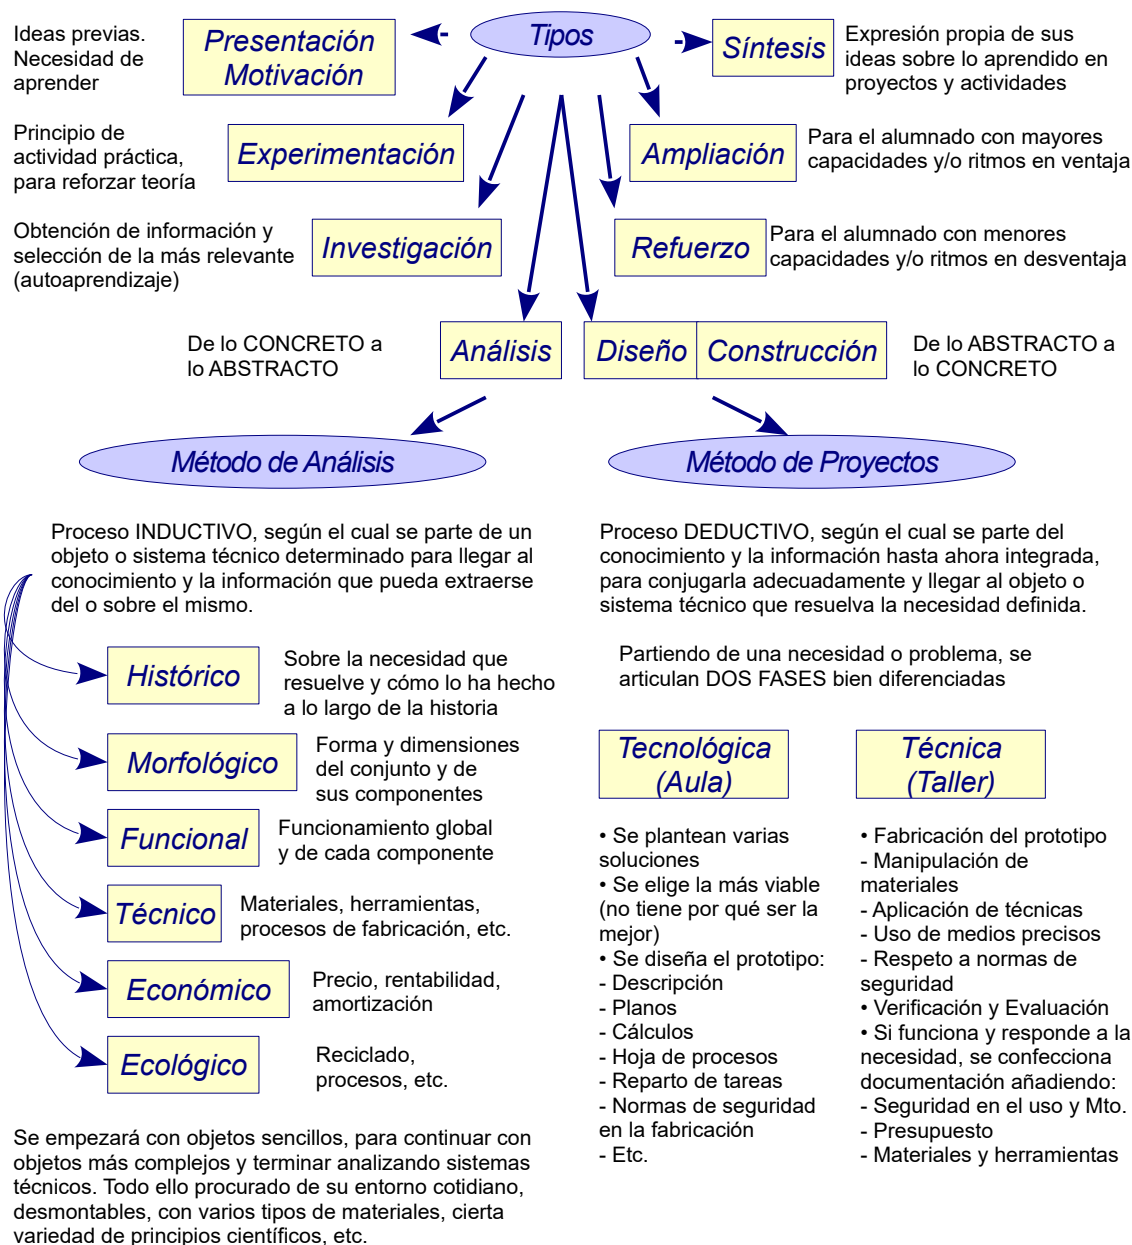 Tipos
Ideas previas.
Necesidad de
aprender
Presentación
Motivación
Síntesis
Expresión propia de sus
ideas sobre lo aprendido en
proyectos y actividades
Principio de
actividad práctica,
para reforzar teoría
Experimentación
Ampliación
Para el alumnado con mayores
capacidades y/o ritmos en ventaja
Obtención de información y
selección de la más relevante
(autoaprendizaje)
Investigación
Refuerzo
Para el alumnado con menores
capacidades y/o ritmos en desventaja
De lo CONCRETO a
lo ABSTRACTO
Análisis
Diseño
Construcción
De lo ABSTRACTO a
lo CONCRETO
Método de Análisis
Proceso INDUCTIVO, según el cual se parte de un
objeto o sistema técnico determinado para llegar al
conocimiento y la información que pueda extraerse
del o sobre el mismo.
Histórico
Sobre la necesidad que
resuelve y cómo lo ha hecho
a lo largo de la historia
Morfológico
Forma y dimensiones
del conjunto y de
sus componentes
Funcional
Funcionamiento global
y de cada componente
Técnico
Materiales, herramientas,
procesos de fabricación, etc.
Económico
Precio, rentabilidad,
amortización
Ecológico
Reciclado,
procesos, etc.
Se empezará con objetos sencillos, para continuar con
objetos más complejos y terminar analizando sistemas
técnicos. Todo ello procurado de su entorno cotidiano,
desmontables, con varios tipos de materiales, cierta
variedad de principios científicos, etc.
Método de Proyectos
Proceso DEDUCTIVO, según el cual se parte del
conocimiento y la información hasta ahora integrada,
para conjugarla adecuadamente y llegar al objeto o
sistema técnico que resuelva la necesidad definida.
Partiendo de una necesidad o problema, se
articulan DOS FASES bien diferenciadas
Tecnológica
(Aula)
• Se plantean varias
soluciones
• Se elige la más viable
(no tiene por qué ser la
mejor)
• Se diseña el prototipo:
- Descripción
- Planos
- Cálculos
- Hoja de procesos
- Reparto de tareas
- Normas de seguridad
en la fabricación
- Etc.
Técnica
(Taller)
• Fabricación del prototipo
- Manipulación de
materiales
- Aplicación de técnicas
- Uso de medios precisos
- Respeto a normas de
seguridad
• Verificación y Evaluación
• Si funciona y responde a la
necesidad, se confecciona
documentación añadiendo:
- Seguridad en el uso y Mto.
- Presupuesto
- Materiales y herramientas